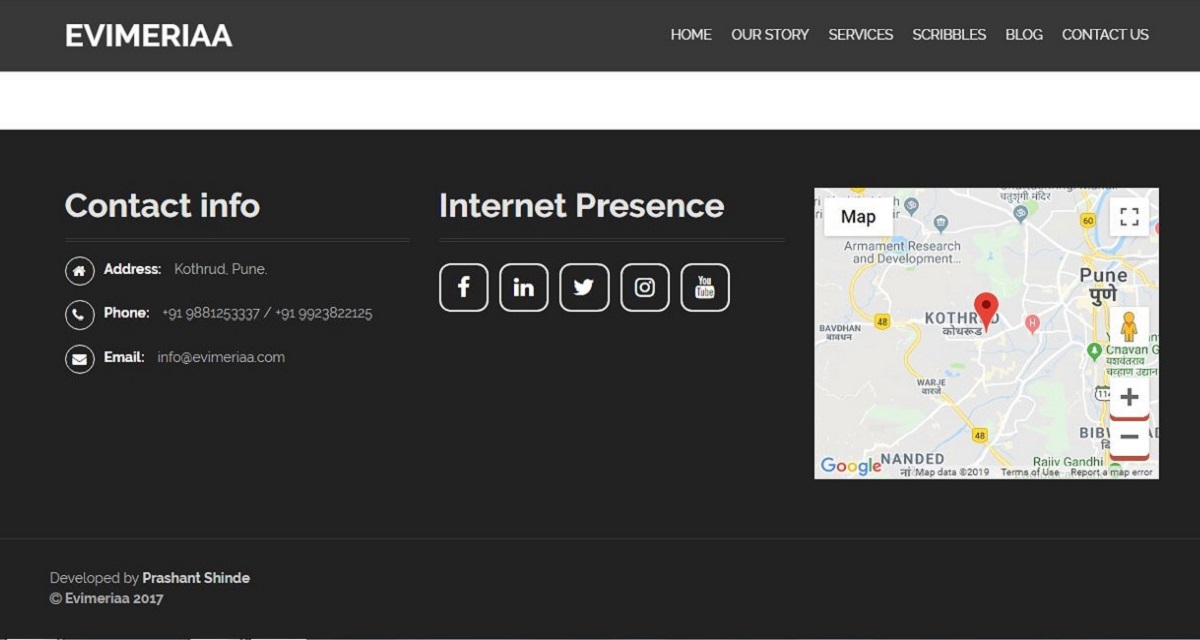 EVIMERIAA
HOME OUR STORY SERVICES SCRIBBLES BLOG CONTACT US
Contact info
Address: Kothrud, Pune.
Phone: +91 9881253337 / +91 9923822125
Email: info@evimeriaa.com
Internet Presence
You Tube
Map
चतुःशृंगी मंदिर
60
Armament Research
and Development...
Pune
पुणे
48
KOTHRUD
कोथरूड
H
BAVDHAN
बावधन
Chavan G
यशवंतराव
चव्हाण उद्यान
WARJE
वारजे
48
NANDED
Rajiv Gandhi
Google
Map data ©2019 Terms of Use Report a map error
Developed by Prashant Shinde
© Evimeriaa 2017